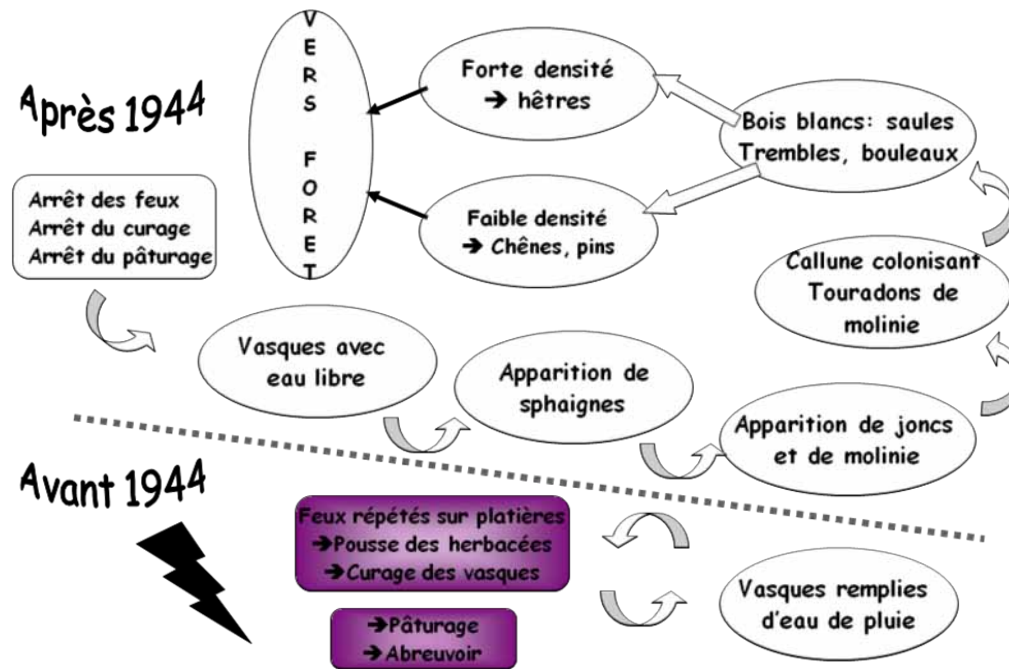 Après 1944
Arrêt des feux
Arrêt du curage
Arrêt du pâturage
VERS FORET
Forte densité
➔ hêtres
Faible densité
➔ Chênes, pins
Bois blancs: saules
Trembles, bouleaux
Callune colonisant
Touradons de
molinie
Vasques avec
eau libre
Apparition de
sphaignes
Apparition de joncs
et de molinie
Avant 1944
Feux répétés sur platières
➔Pousse des herbacées
➔Curage des vasques
➔Pâturage
➔Abreuvoir
Vasques remplies
d'eau de pluie